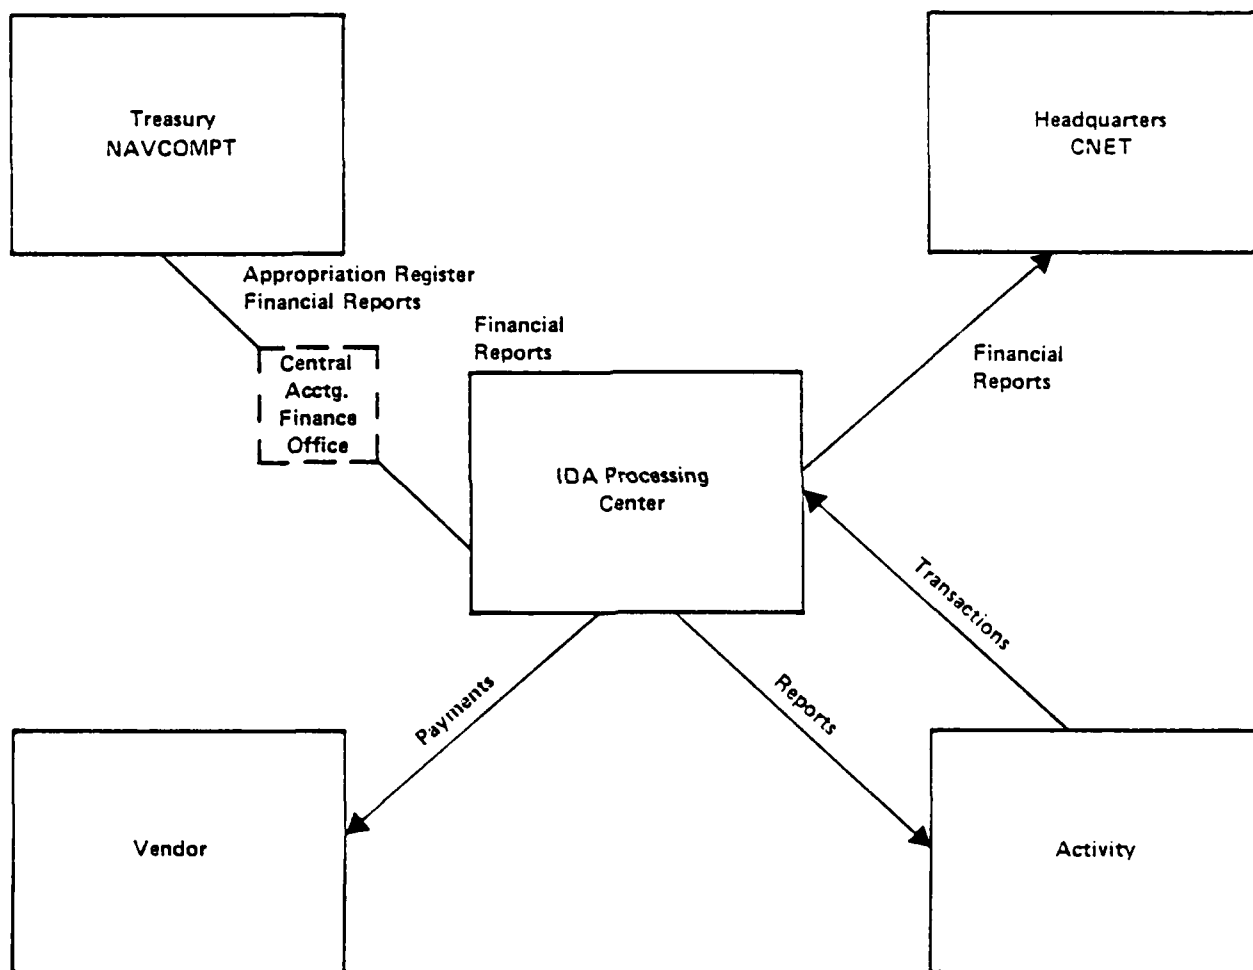 Treasury
NAVCOMPT
Headquarters
CNET
Appropriation Register
Financial Reports
Central
Acctg.
Finance
Office
Financial
Reports
Financial
Reports
IDA Processing
Center
Transactions
Payments
Reports
Vendor
Activity